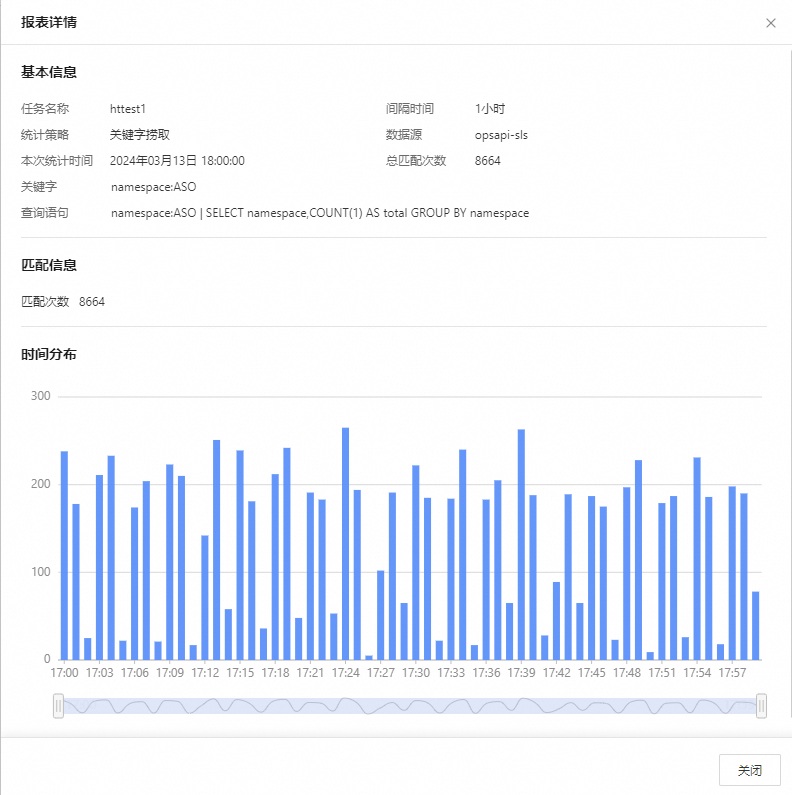 报表详情
基本信息
任务名称 httest1 间隔时间 1小时
统计策略 关键字捞取 数据源 opsapi-sls
本次统计时间 2024年03月13日 18:00:00 总匹配次数 8664
关键字 namespace:ASO
查询语句 namespace:ASO | SELECT namespace,COUNT(1) AS total GROUP BY namespace
匹配信息
匹配次数 8664
时间分布
300
200
100
0
17:00 17:03 17:06 17:09 17:12 17:15 17:18 17:21 17:24 17:27 17:30 17:33 17:36 17:39 17:42 17:45 17:48 17:51 17:54 17:57
关闭